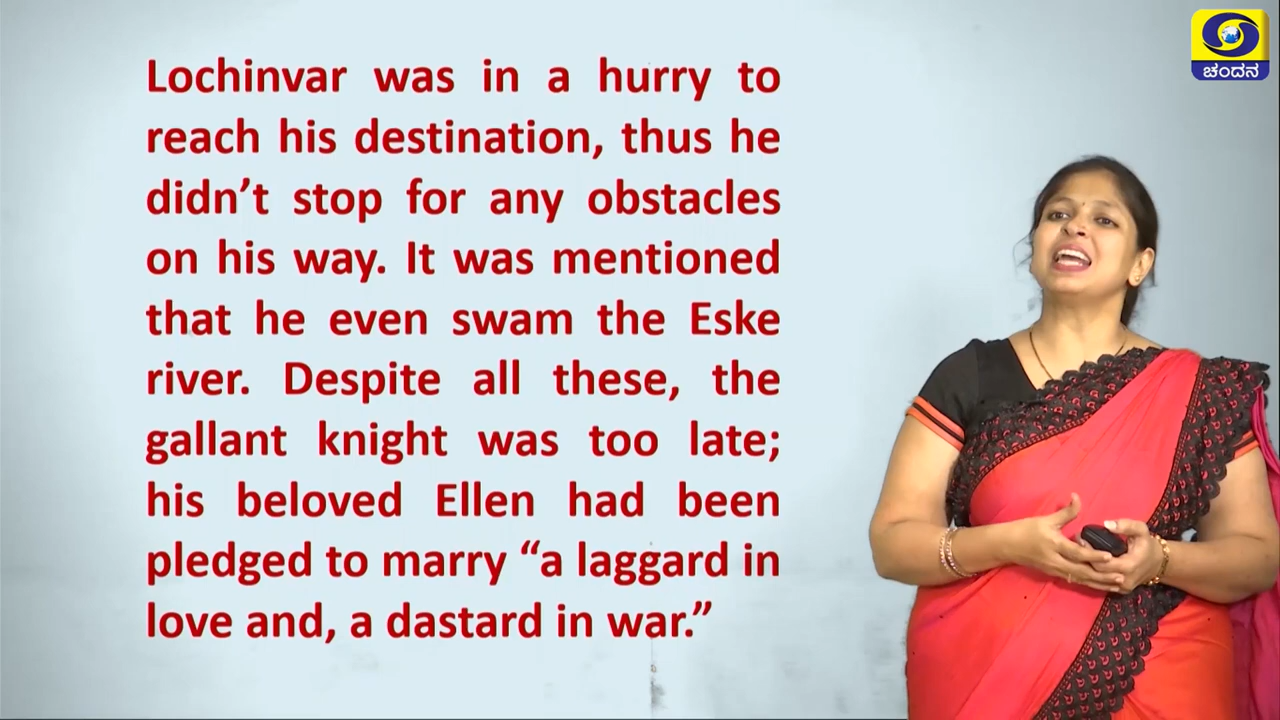 Lochinvar was in a hurry to
reach his destination, thus he
didn’t stop for any obstacles
on his way. It was mentioned
that he even swam the Eske
river. Despite all these, the
gallant knight was too late;
his beloved Ellen had been
pledged to marry “a laggard in
love and, a dastard in war.”
ಚಂದನ